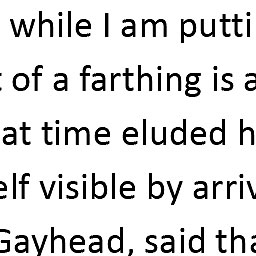 while I am putti
t of a farthing is a
at time eluded h
elf visible by arriv
Gayhead, said tha